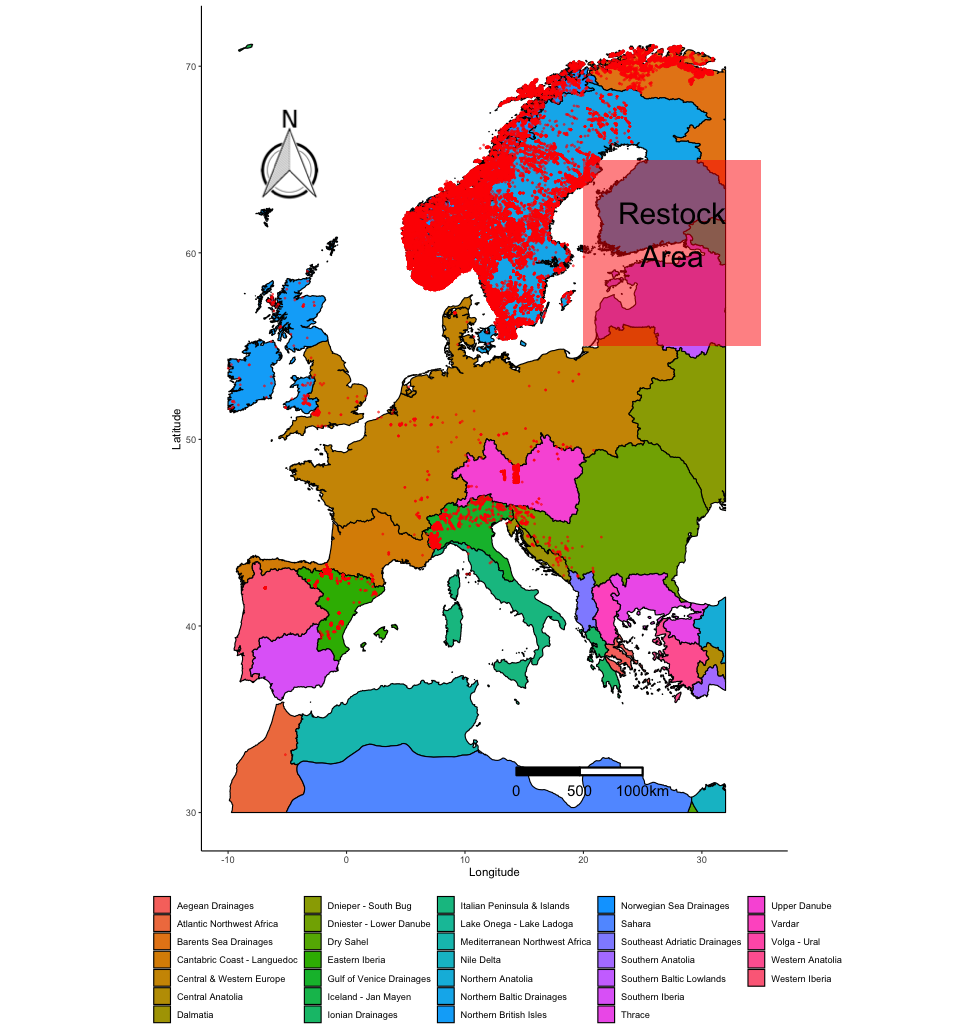 70
60
50
40
30
Latitude
N
Restock
Area
0 500 1000km
-10 0 10 20 30
Longitude
Aegean Drainages
Atlantic Northwest Africa
Barents Sea Drainages
Cantabric Coast - Languedoc
Central & Western Europe
Central Anatolia
Dalmatia
Dnieper - South Bug
Dniester - Lower Danube
Dry Sahel
Eastern Iberia
Gulf of Venice Drainages
Iceland - Jan Mayen
Ionian Drainages
Italian Peninsula & Islands
Lake Onega - Lake Ladoga
Mediterranean Northwest Africa
Nile Delta
Northern Anatolia
Northern Baltic Drainages
Northern British Isles
Norwegian Sea Drainages
Sahara
Southeast Adriatic Drainages
Southern Anatolia
Southern Baltic Lowlands
Southern Iberia
Thrace
Upper Danube
Vardar
Volga - Ural
Western Anatolia
Western Iberia